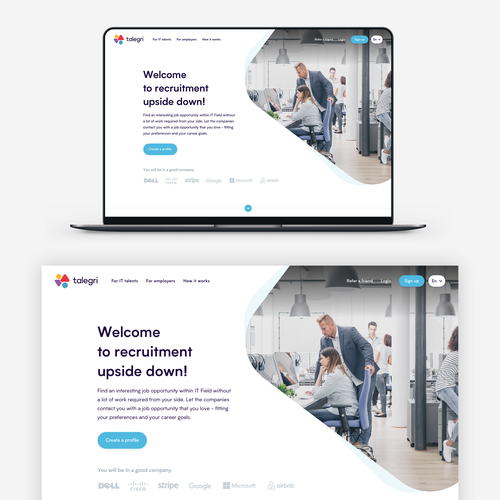 talegri For IT talents For employers How it works Refer a friend Login Sign up En
Welcome
to recruitment
upside down!
Find an interesting job opportunity within IT Field without
a lot of work required from your side. Let the companies
contact you with a job opportunity that you love - fitting
your preferences and your career goals.
Create a profile
You will be in a good company
DELL CISCO stripe Google Microsoft airbnb
talegri For IT talents For employers How it works Refer a friend Login Sign up En
Welcome
to recruitment
upside down!
Find an interesting job opportunity within IT Field without
a lot of work required from your side. Let the companies
contact you with a job opportunity that you love - fitting
your preferences and your career goals.
Create a profile
You will be in a good company
DELL CISCO stripe Google Microsoft airbnb